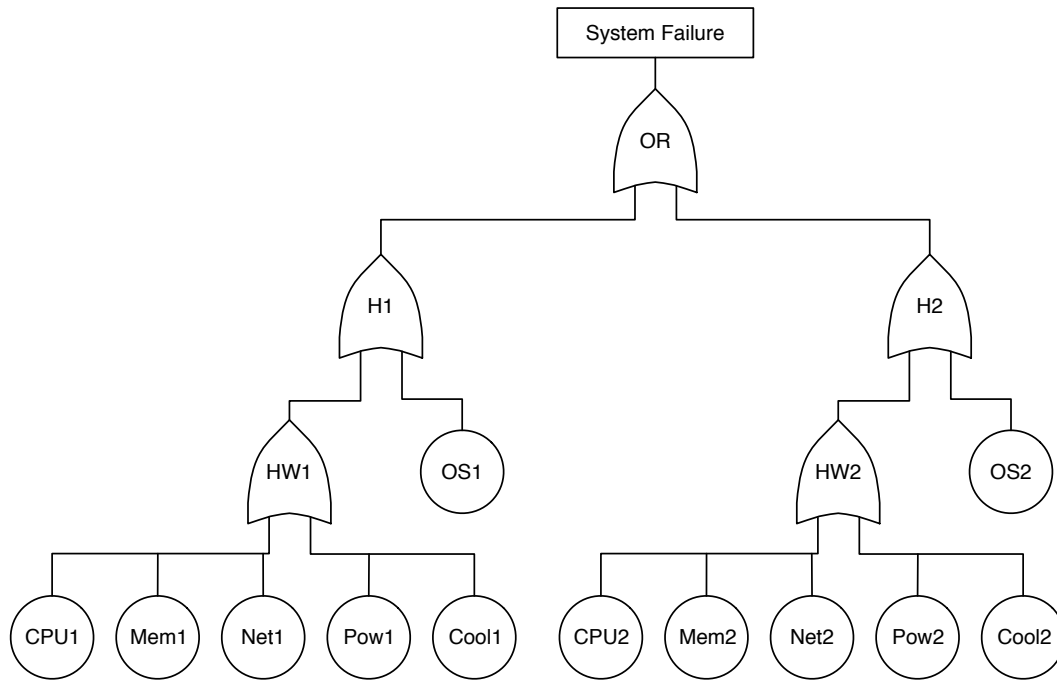 System Failure
OR
H1
H2
HW1
OS1
HW2
OS2
CPU1
Mem1
Net1
Pow1
Cool1
CPU2
Mem2
Net2
Pow2
Cool2